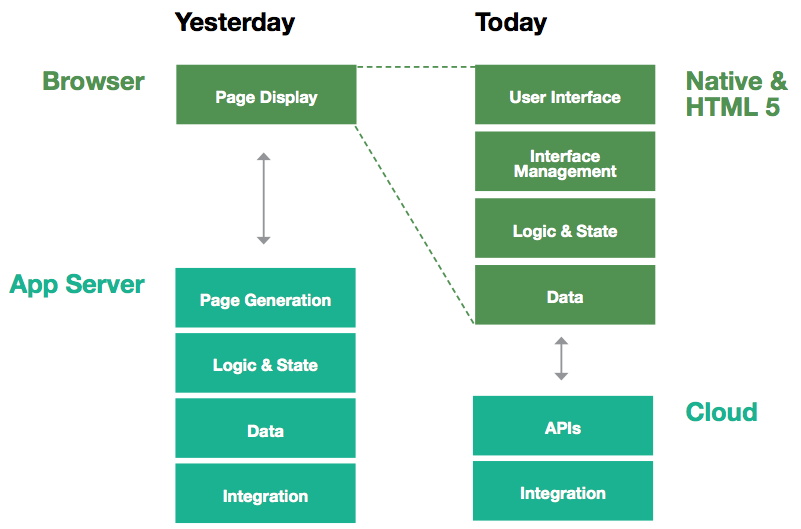 Yesterday
Today
Browser
Page Display
User Interface
Native &
HTML 5
Interface
Management
Logic & State
Data
App Server
Page Generation
Logic & State
Data
Integration
Cloud
APIs
Integration